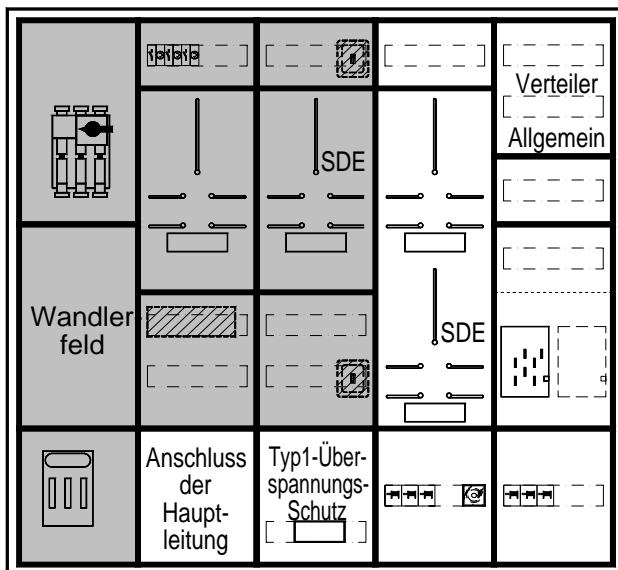 Verteiler
Allgemein
SDE
Wandler-
feld
SDE
Anschluss
der
Haupt-
leitung
Typ1-Über-
spannungs-
Schutz